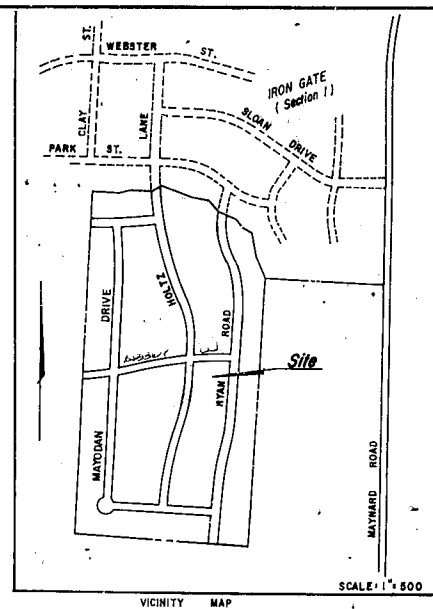 ST.
WEBSTER ST.
IRON GATE
( Section I )
CLAY
LANE
SLOAN DRIVE
PARK ST.
HOLTZ
DRIVE
ROAD
Site
RYAN
MAYODAN
MAYNARD ROAD
SCALE: 1"= 500
VICINITY MAP